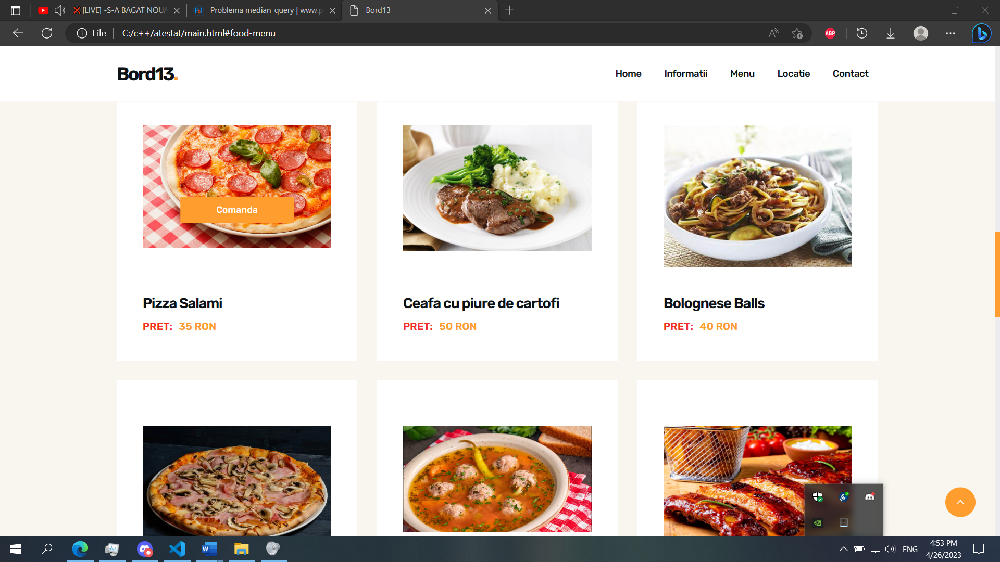 [LIVE] -S-A BAGAT NOUA
Problema median_query | www.p
Bord13
File
C:/c++/atestat/main.html#food-menu
ABP
Bord13.
Home
Informatii
Menu
Locatie
Contact
Comanda
Pizza Salami
PRET: 35 RON
Ceafa cu piure de cartofi
PRET: 50 RON
Bolognese Balls
PRET: 40 RON
ENG
4:53 PM
4/26/2023